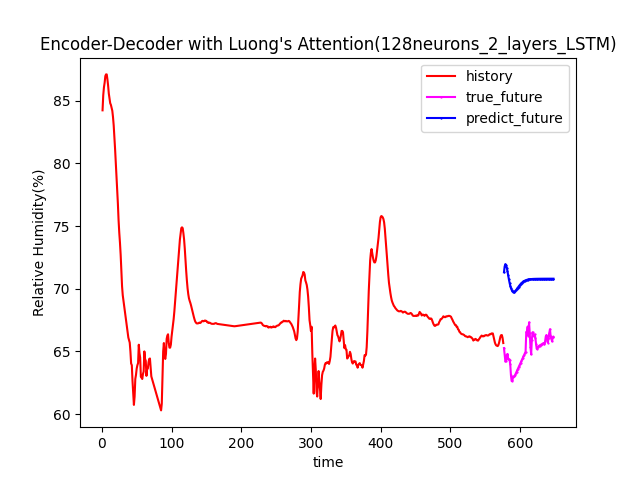 Encoder-Decoder with Luong's Attention(128neurons_2_layers_LSTM)
history
true_future
predict_future
Relative Humidity(%)
85
80
75
70
65
60
0 100 200 300 400 500 600
time